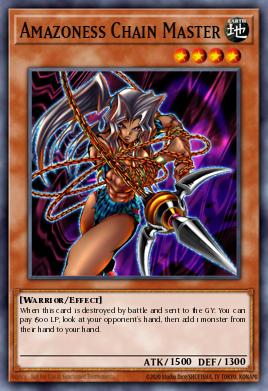 AMAZONESS CHAIN MASTER
EARTH
地
[WARRIOR/EFFECT]
When this card is destroyed by battle and sent to the GY: You can
pay 600 LP; look at your opponent's hand, then add 1 monster from
their hand to your hand.
ATK/1500 DEF/1300